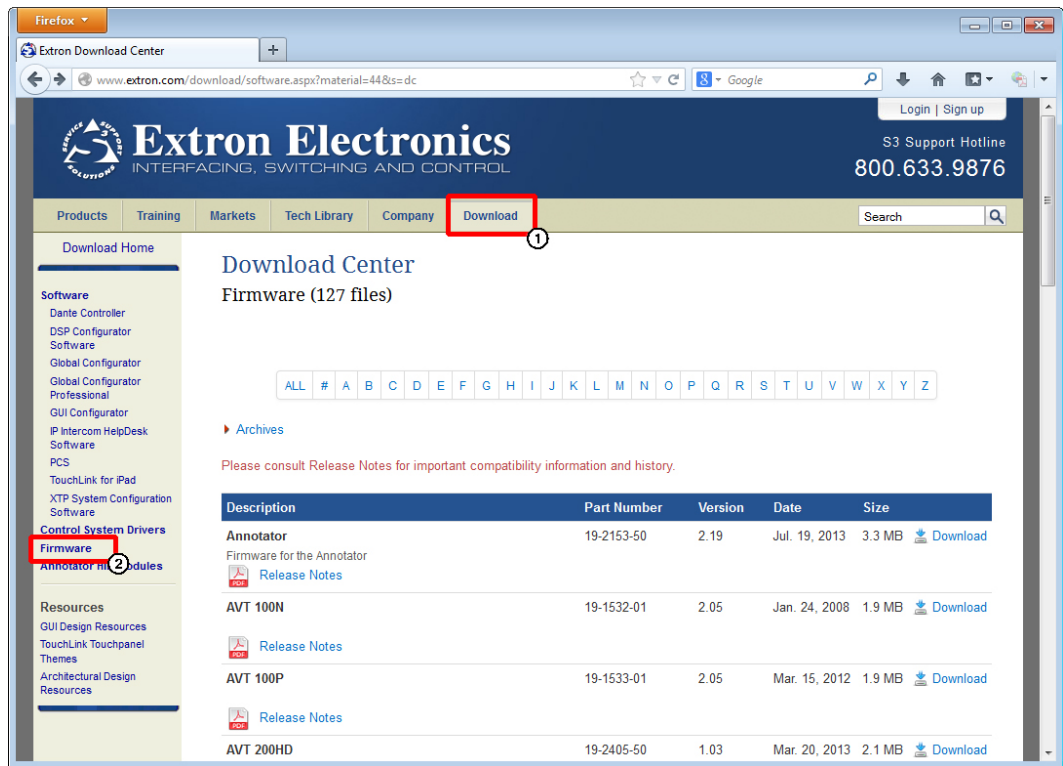 Firefox
Extron Download Center
www.extron.com/download/software.aspx?material=44&s=dc
Google
Login | Sign up
SERVICE SUPPORT SOLUTIONS
Extron Electronics
INTERFACING, SWITCHING AND CONTROL
S3 Support Hotline
800.633.9876
Products Training Markets Tech Library Company Download
Search
1
Download Home
Software
Dante Controller
DSP Configurator
Software
Global Configurator
Global Configurator
Professional
GUI Configurator
IP Intercom HelpDesk
Software
PCS
TouchLink for iPad
XTP System Configuration
Software
Control System Drivers
Firmware
2
Annotator
Resources
GUI Design Resources
TouchLink Touchpanel
Themes
Architectural Design
Resources
Download Center
Firmware (127 files)
ALL # A B C D E F G H I J K L M N O P Q R S T U V W X Y Z
Archives
Please consult Release Notes for important compatibility information and history.
Description Part Number Version Date Size
Annotator 19-2153-50 2.19 Jul. 19, 2013 3.3 MB Download
Firmware for the Annotator
PDF Release Notes
AVT 100N 19-1532-01 2.05 Jan. 24, 2008 1.9 MB Download
PDF Release Notes
AVT 100P 19-1533-01 2.05 Mar. 15, 2012 1.9 MB Download
PDF Release Notes
AVT 200HD 19-2405-50 1.03 Mar. 20, 2013 2.1 MB Download